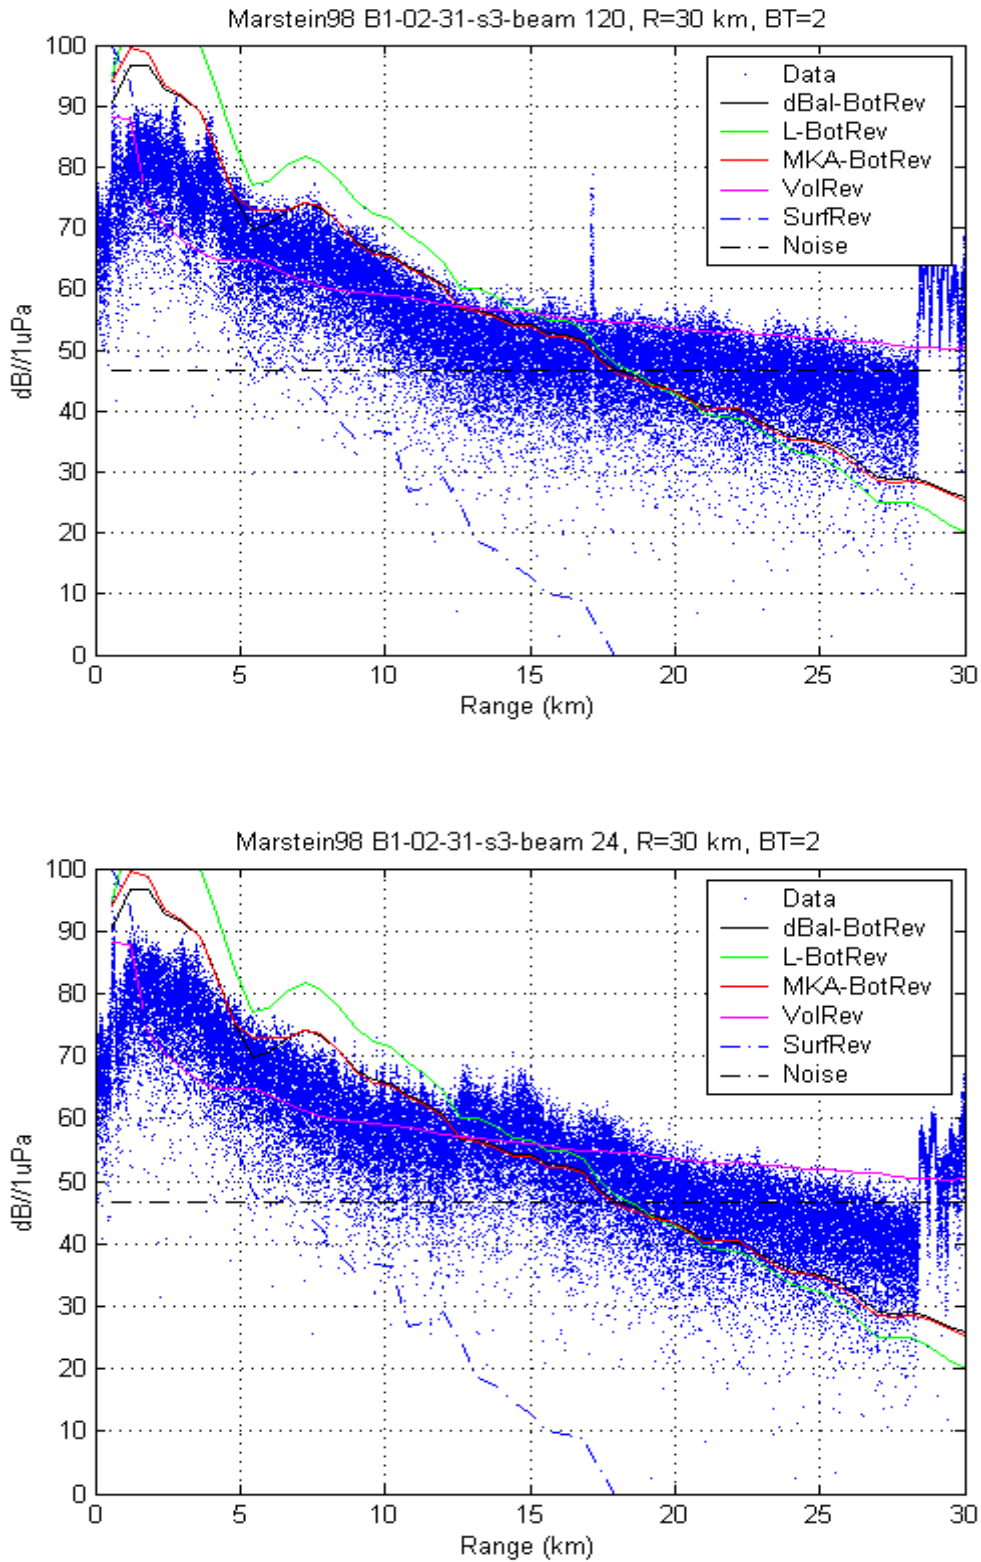 Marstein98 B1-02-31-s3-beam 120, R=30 km, BT=2
100
90
80
70
60
50
40
30
20
10
0
dB//1uPa
Data
dBal-BotRev
L-BotRev
MKA-BotRev
VolRev
SurfRev
Noise
0 5 10 15 20 25 30
Range (km)
Marstein98 B1-02-31-s3-beam 24, R=30 km, BT=2
100
90
80
70
60
50
40
30
20
10
0
dB//1uPa
Data
dBal-BotRev
L-BotRev
MKA-BotRev
VolRev
SurfRev
Noise
0 5 10 15 20 25 30
Range (km)